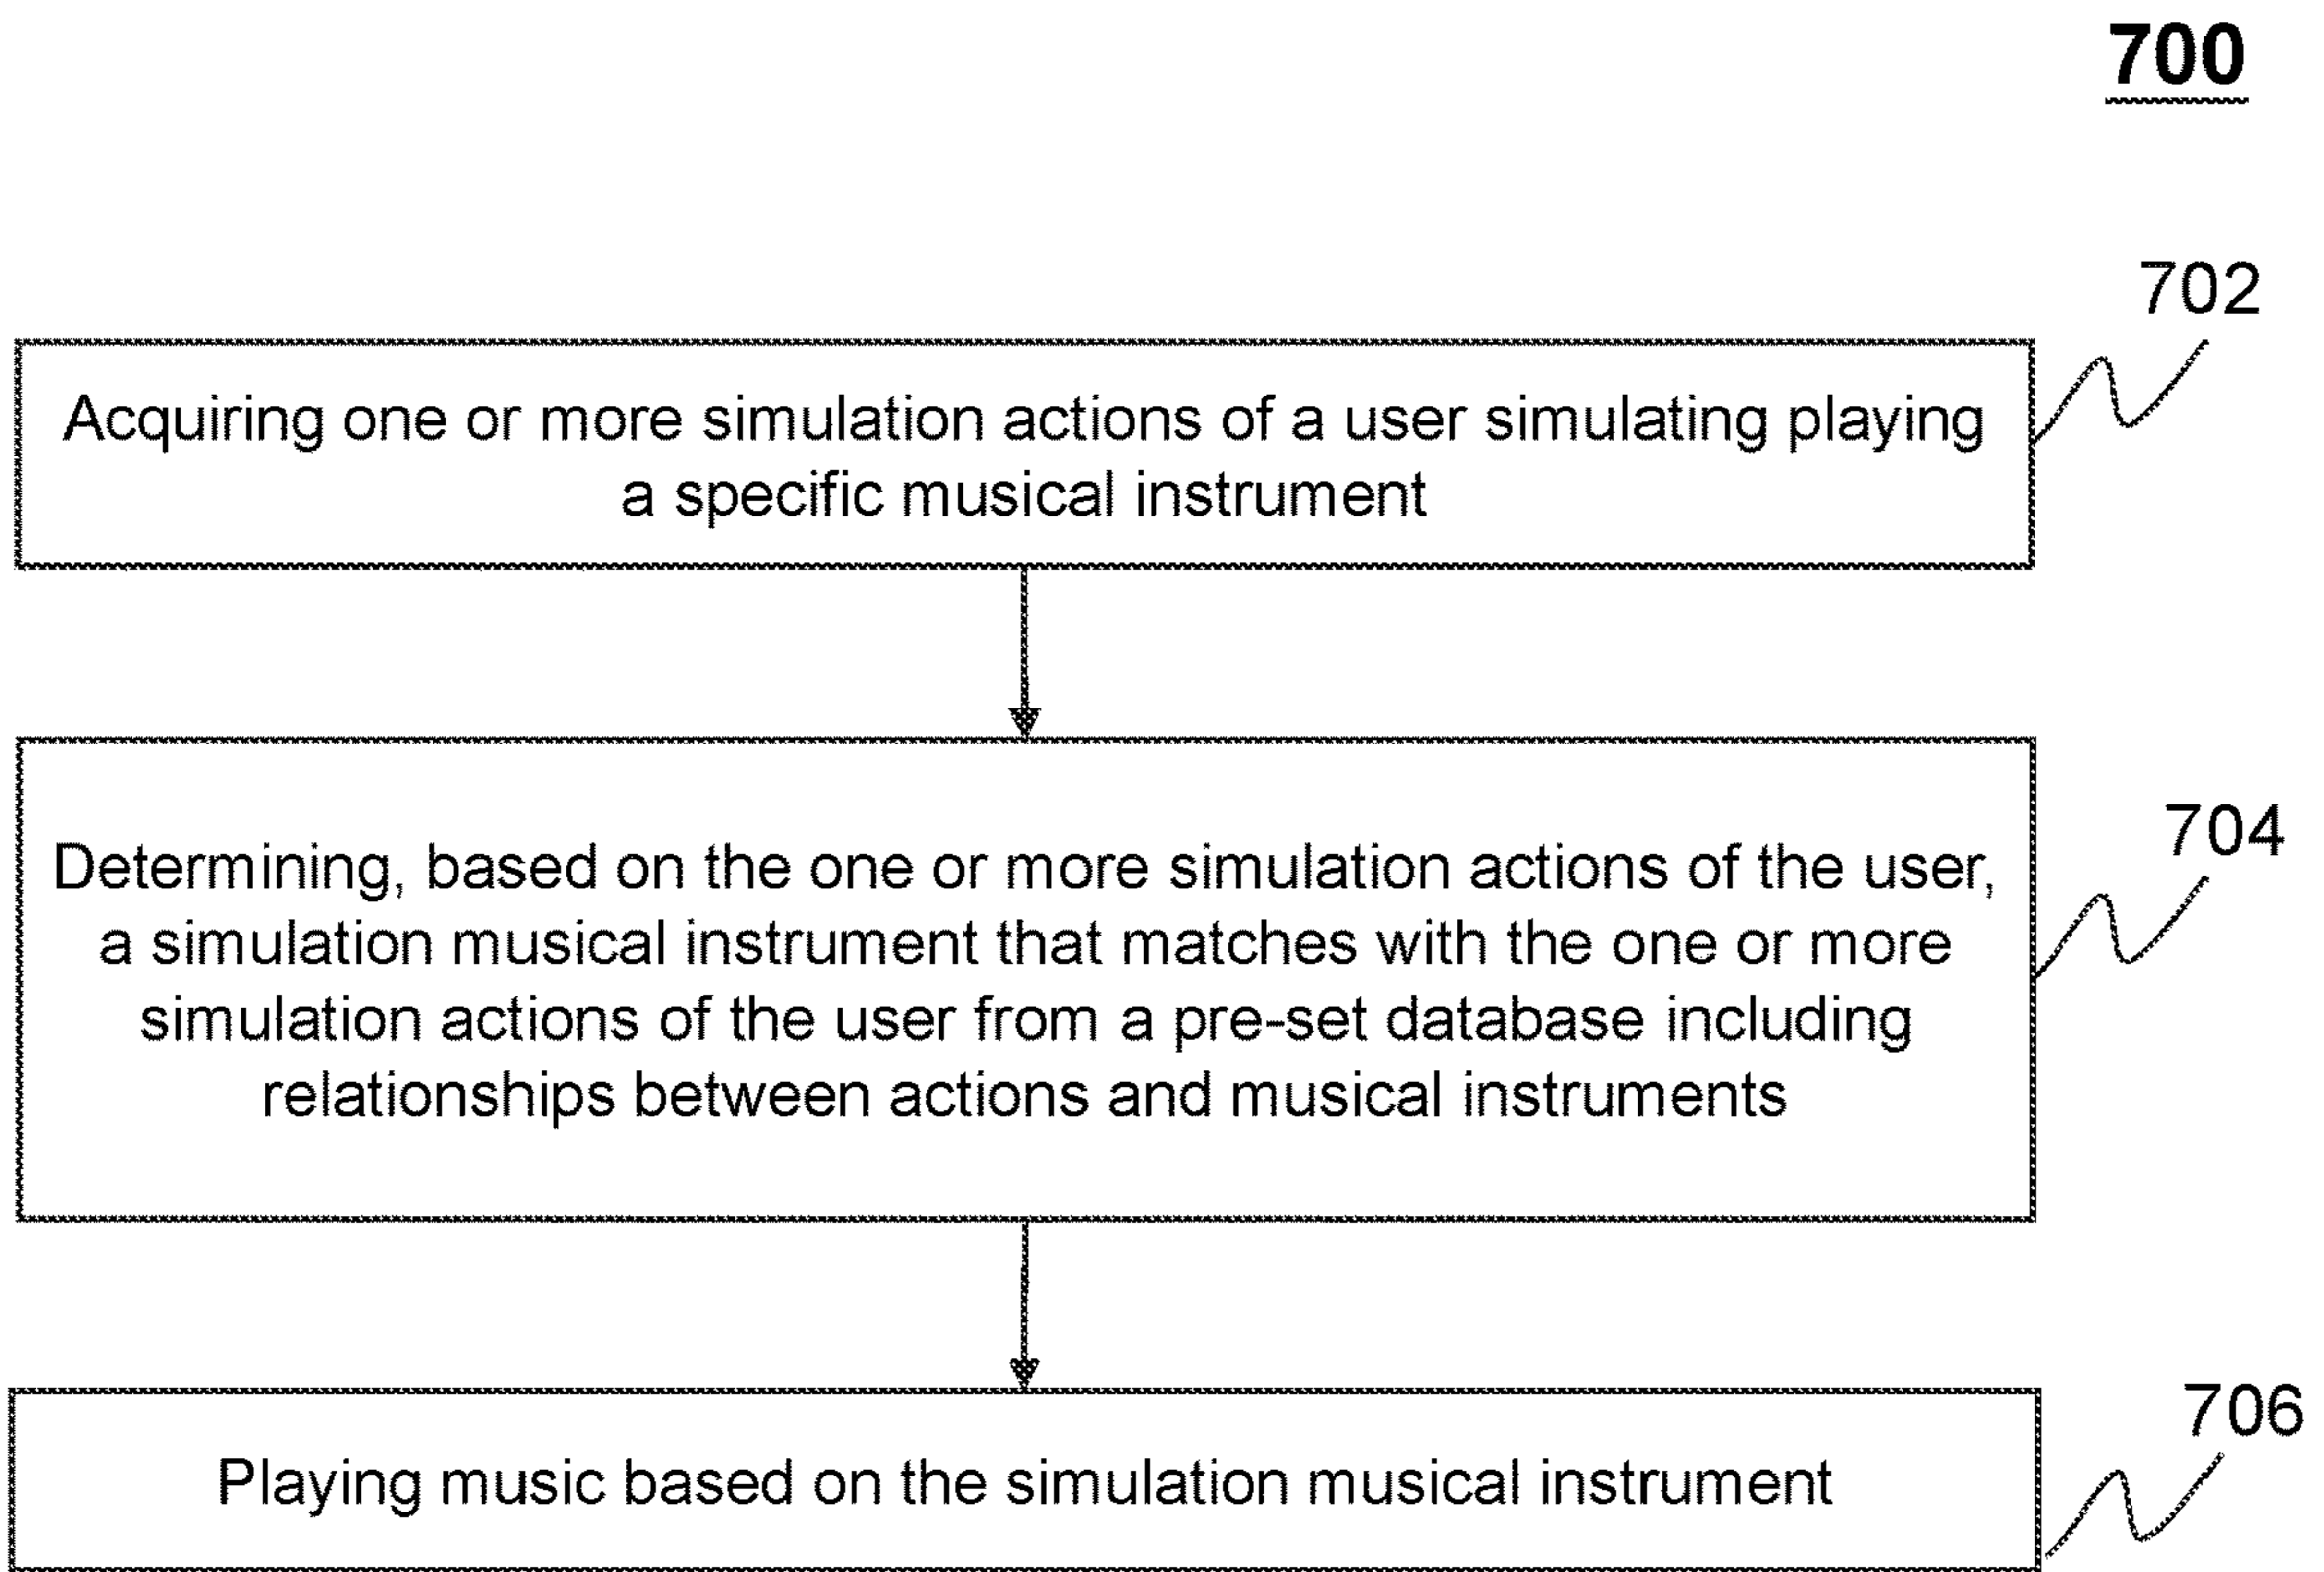 700
702
Acquiring one or more simulation actions of a user simulating playing
a specific musical instrument
704
Determining, based on the one or more simulation actions of the user,
a simulation musical instrument that matches with the one or more
simulation actions of the user from a pre-set database including
relationships between actions and musical instruments
706
Playing music based on the simulation musical instrument